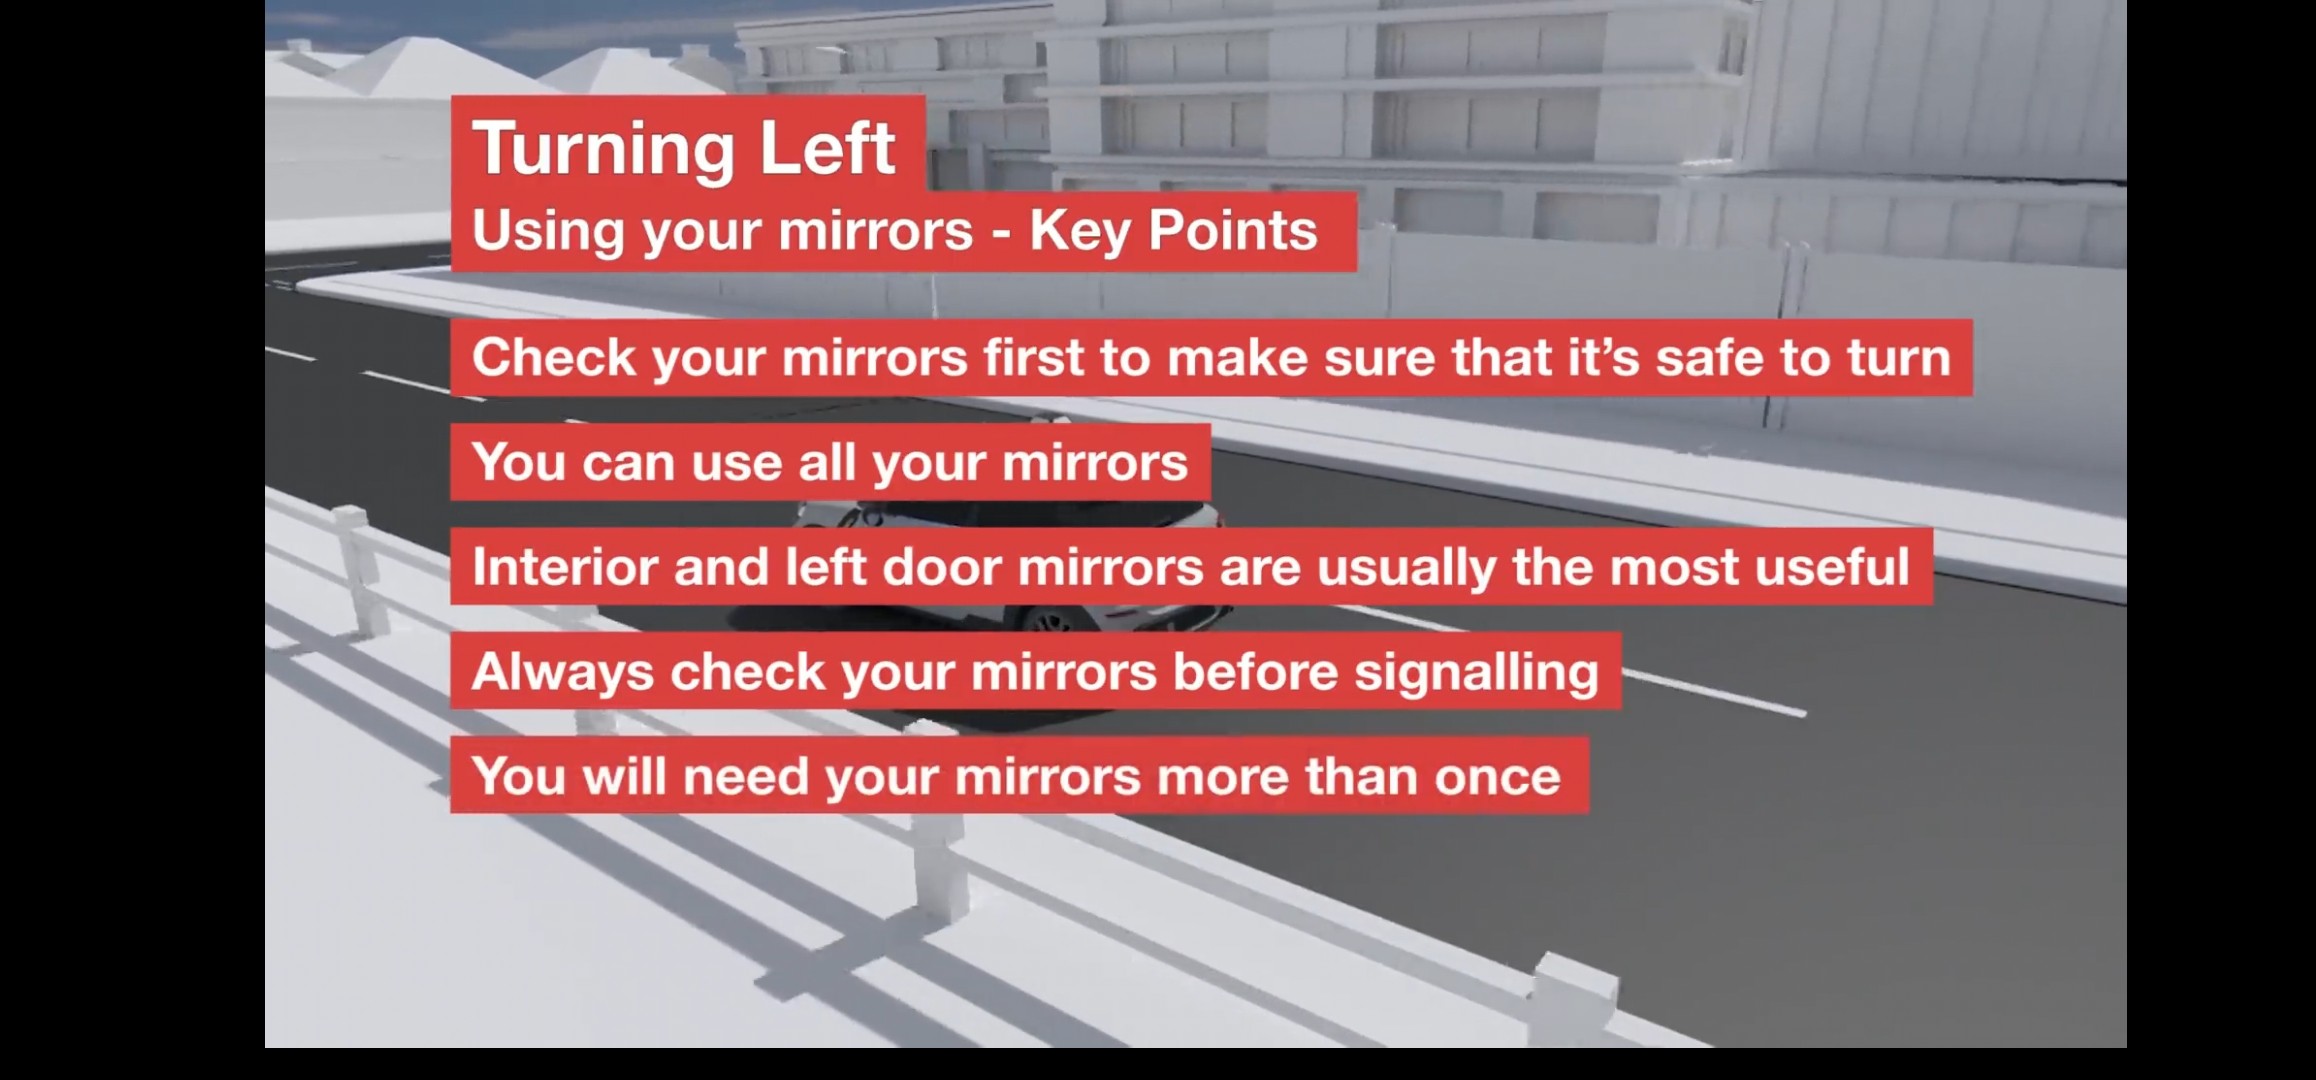 Turning Left
Using your mirrors - Key Points
Check your mirrors first to make sure that it’s safe to turn
You can use all your mirrors
Interior and left door mirrors are usually the most useful
Always check your mirrors before signalling
You will need your mirrors more than once